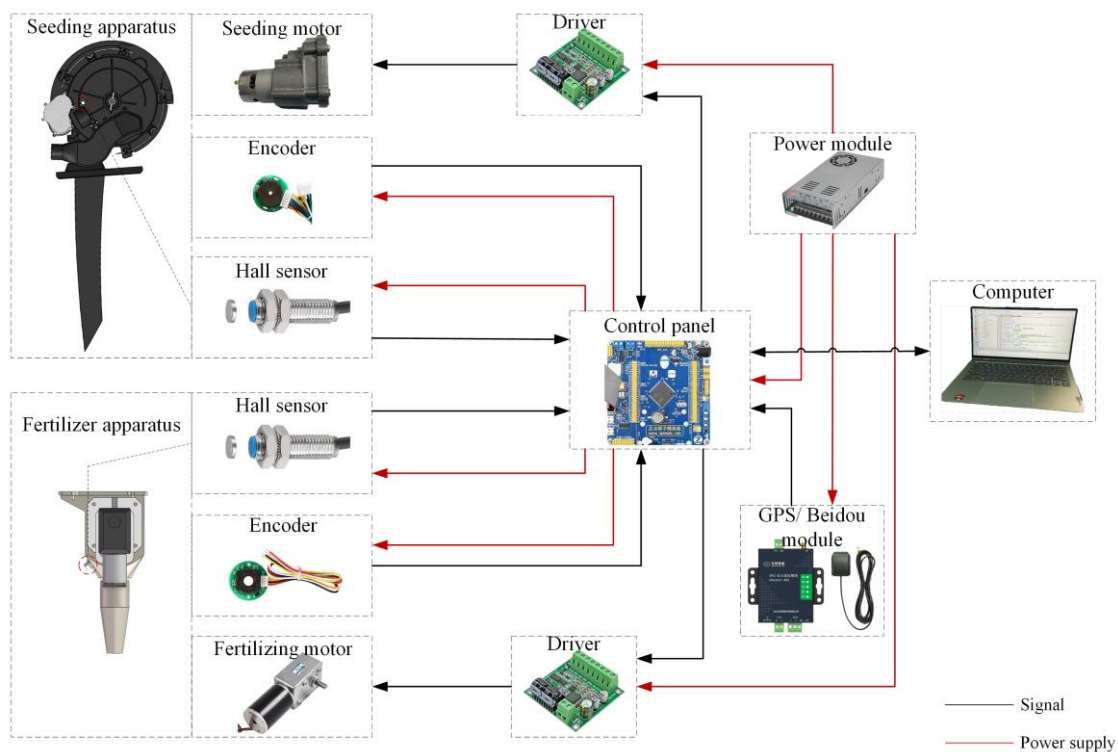 Seeding apparatus
Seeding motor
Driver
Encoder
Power module
Hall sensor
Computer
Control panel
Hall sensor
Fertilizer apparatus
GPS/ Beidou
module
Encoder
Fertilizing motor
Driver
Signal
Power supply